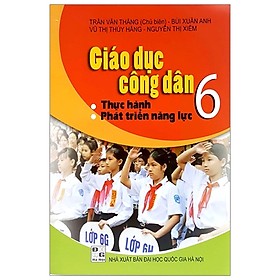 TRẦN VĂN THẮNG (Chủ biên) - BÙI XUÂN ANH
VŨ THỊ THÚY HẰNG - NGUYỄN THỊ XIÊM
Giáo dục
công dân 6
Thực hành
Phát triển năng lực
LỚP 6G
LỚP 6H
NHÀ XUẤT BẢN ĐẠI HỌC QUỐC GIA HÀ NỘI